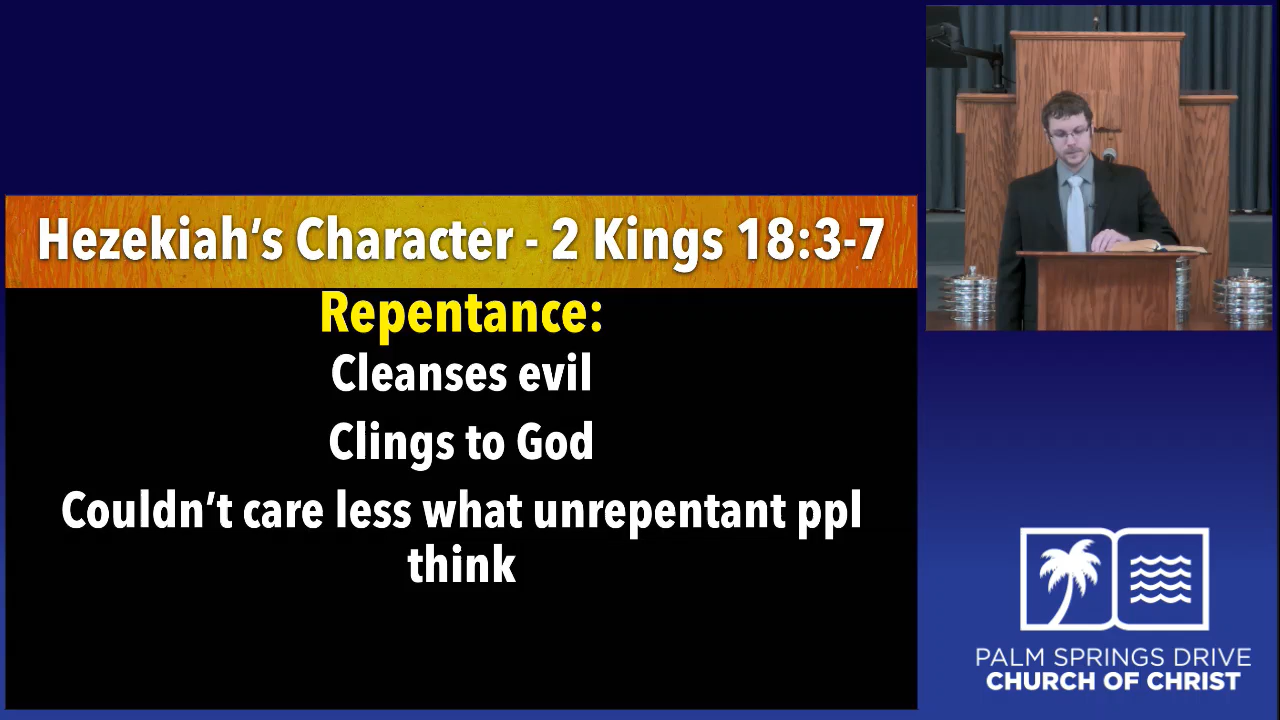 Hezekiah's Character - 2 Kings 18:3-7
Repentance:
Cleanses evil
Clings to God
Couldn't care less what unrepentant ppl
think
PALM SPRINGS DRIVE
CHURCH OF CHRIST